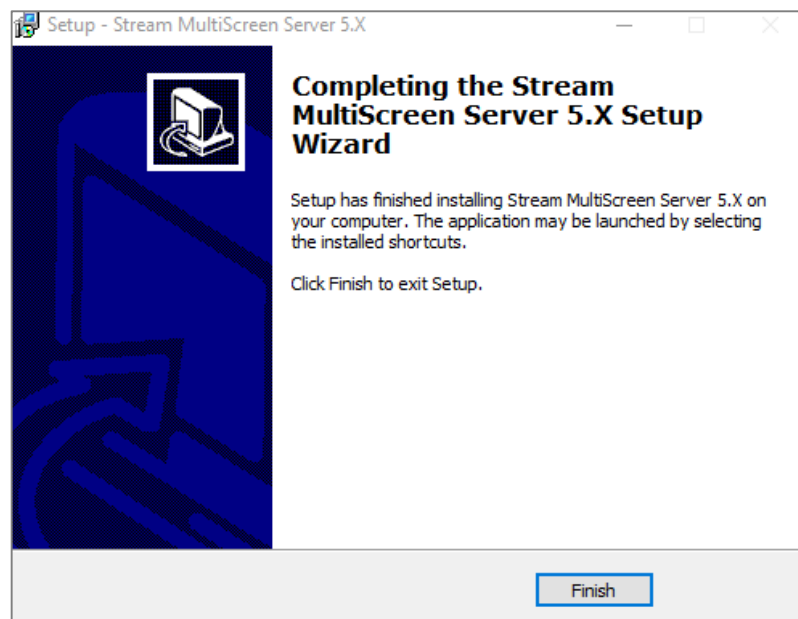 Setup - Stream MultiScreen Server 5.X
Completing the Stream
MultiScreen Server 5.X Setup
Wizard
Setup has finished installing Stream MultiScreen Server 5.X on
your computer. The application may be launched by selecting
the installed shortcuts.
Click Finish to exit Setup.
Finish